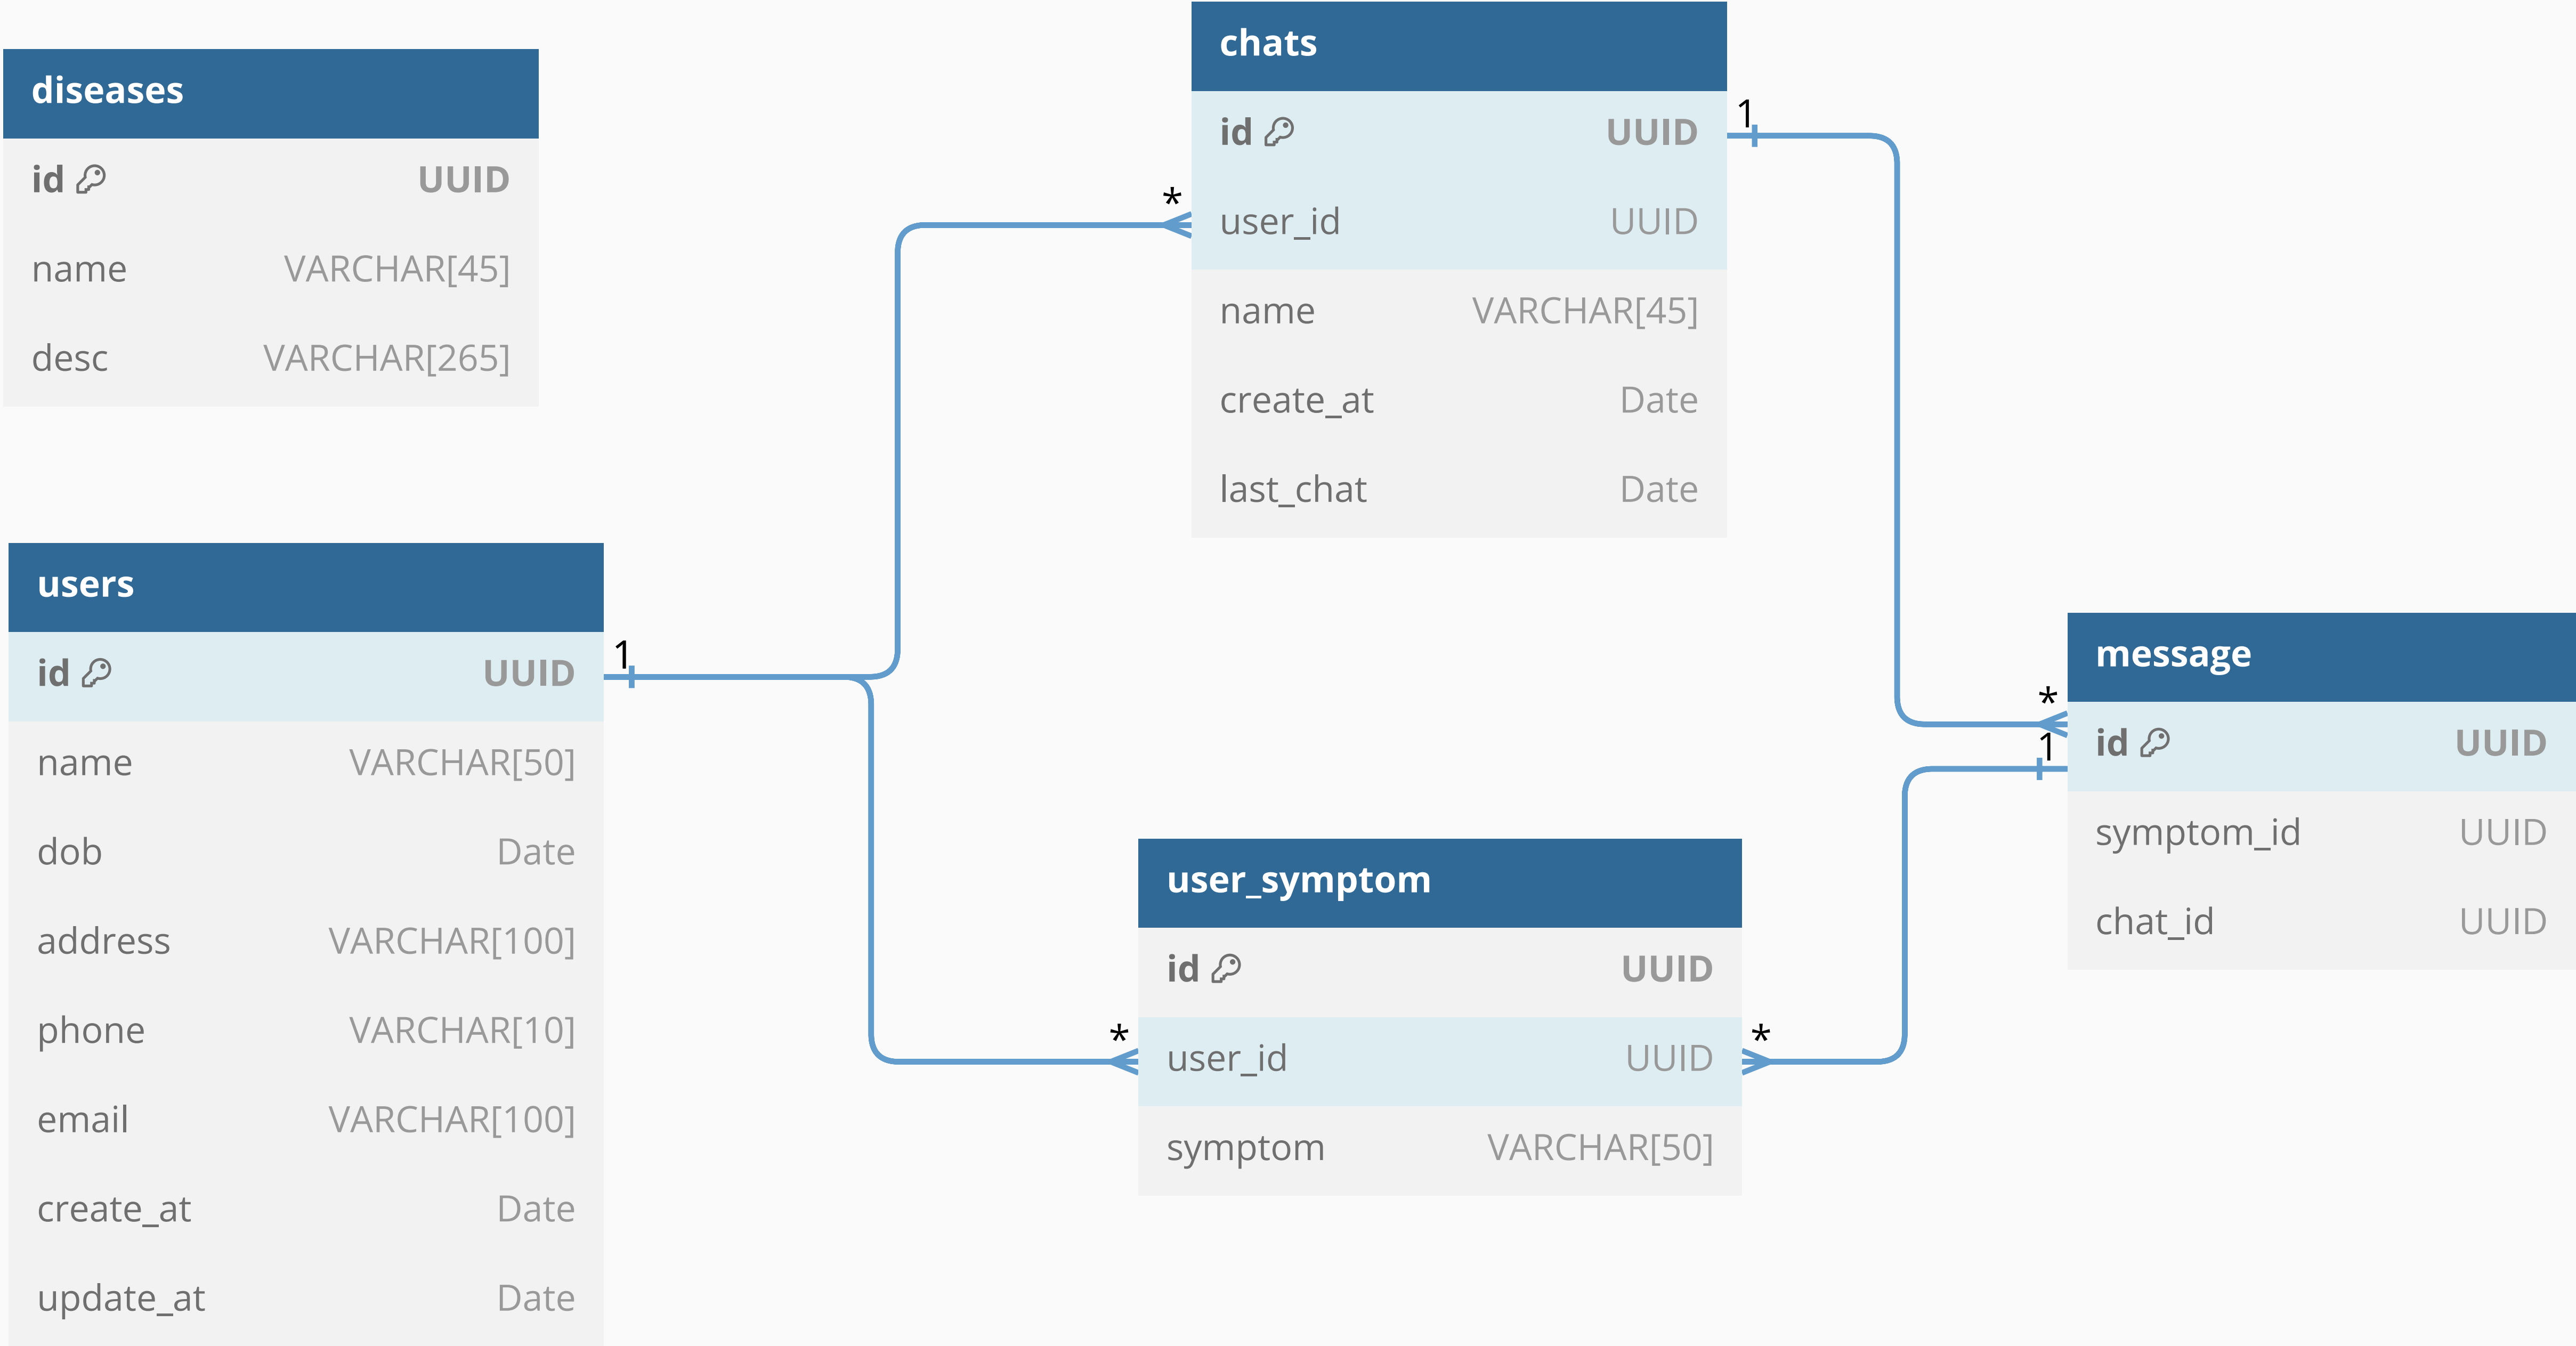 diseases
id UUID
name VARCHAR[45]
desc VARCHAR[265]
users
1
id UUID
name VARCHAR[50]
dob Date
address VARCHAR[100]
phone VARCHAR[10]
email VARCHAR[100]
create_at Date
update_at Date
chats
1
id UUID
*
user_id UUID
name VARCHAR[45]
create_at Date
last_chat Date
user_symptom
id UUID
* *
user_id UUID
symptom VARCHAR[50]
message
*
1
id UUID
symptom_id UUID
chat_id UUID